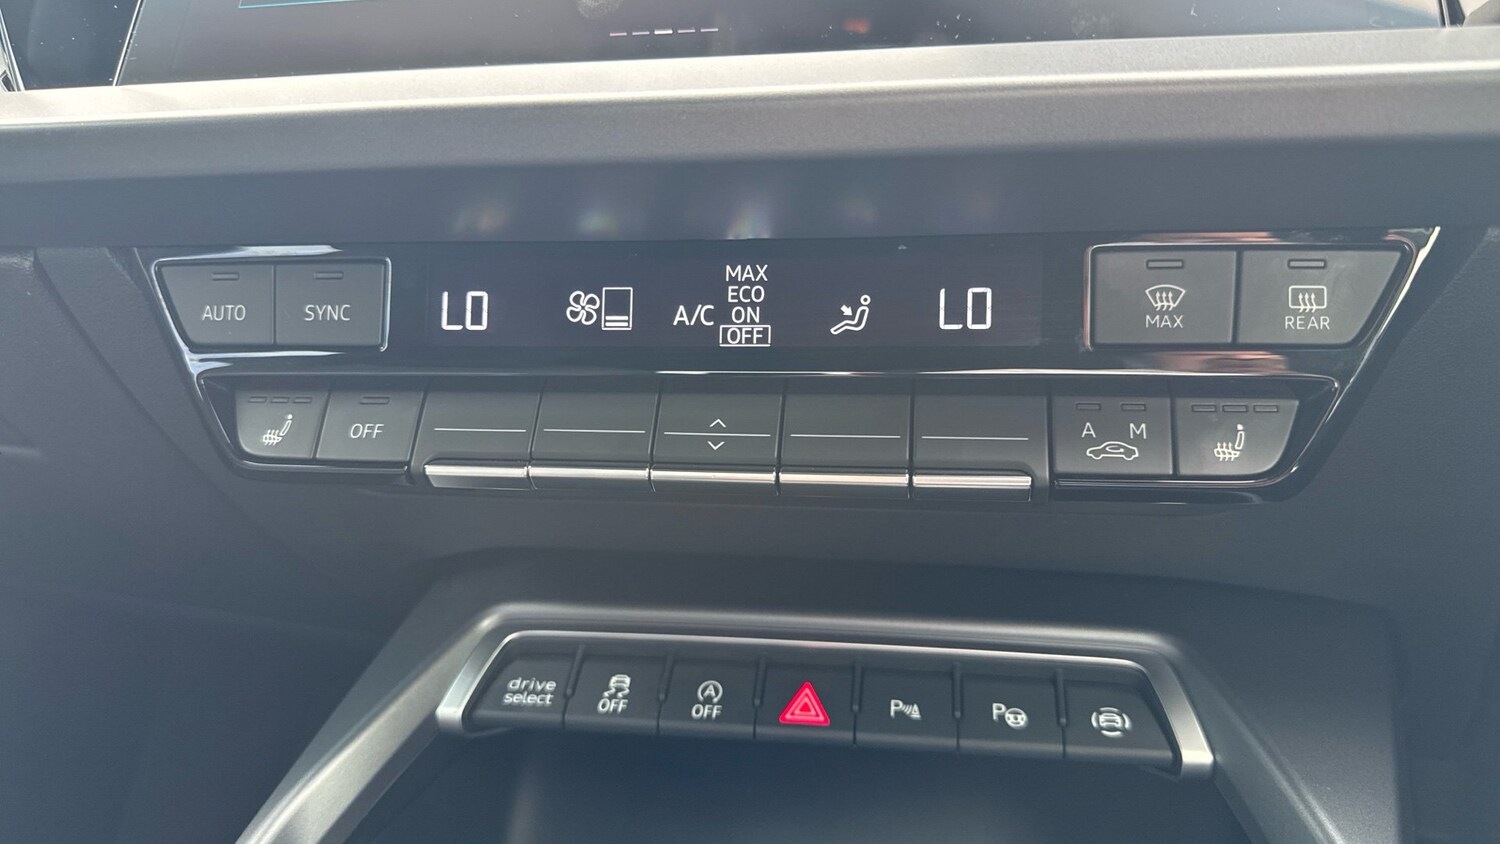 AUTO
SYNC
LO
A/C
MAX
ECO
ON
OFF
LO
MAX
REAR
OFF
A
M
drive
select
OFF
A
OFF
P
P